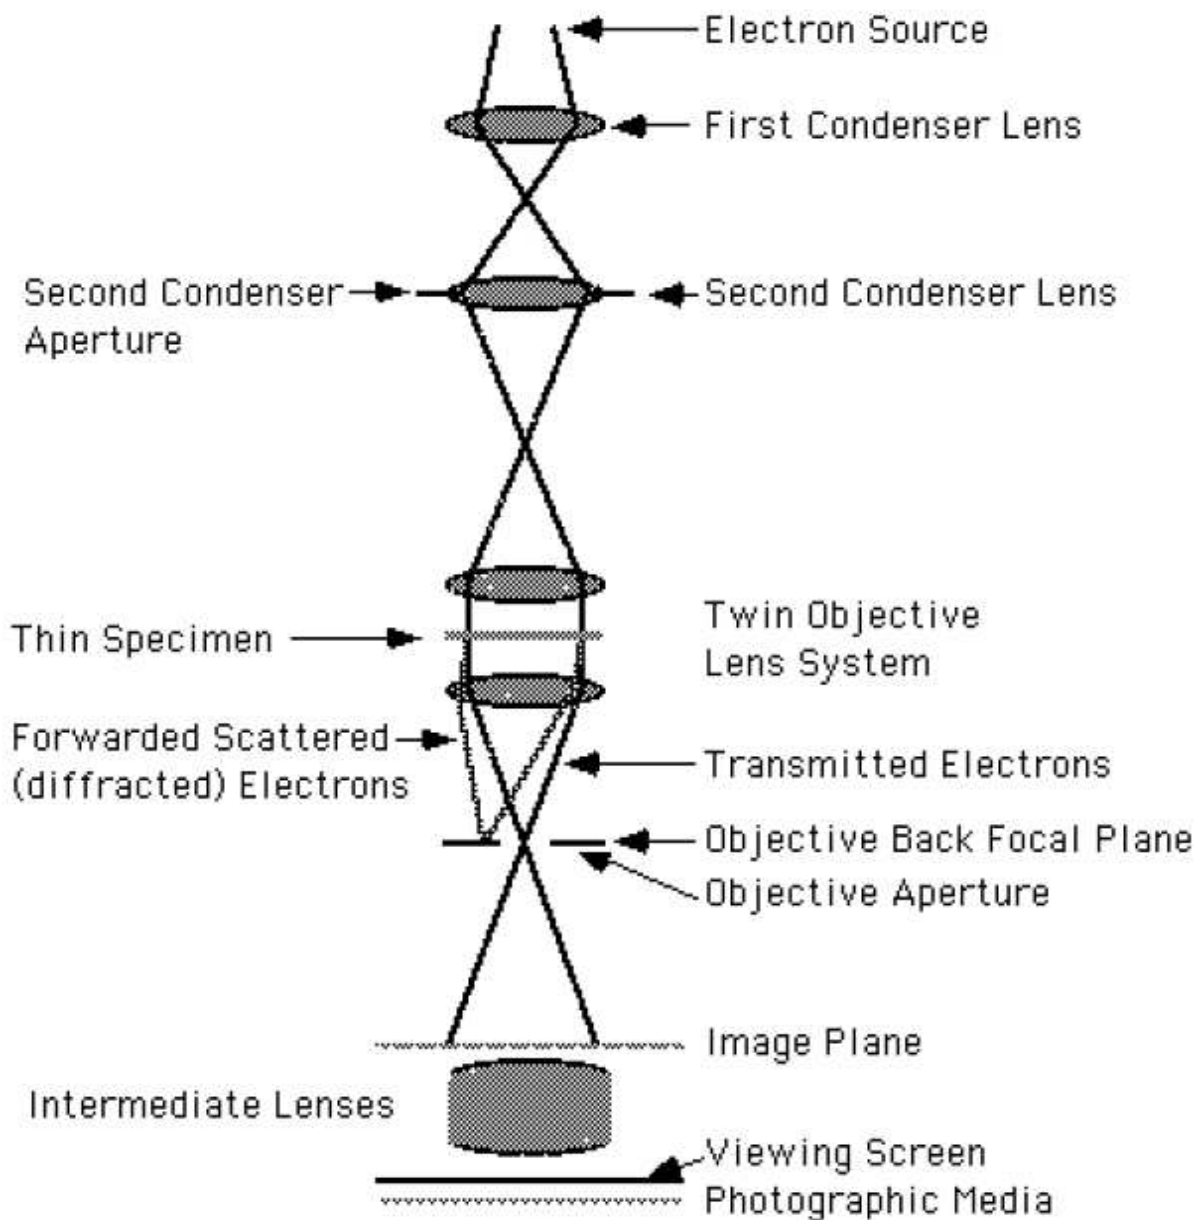 Electron Source
First Condenser Lens
Second Condenser
Aperture
Second Condenser Lens
Thin Specimen
Twin Objective
Lens System
Forwarded Scattered
(diffracted) Electrons
Transmitted Electrons
Objective Back Focal Plane
Objective Aperture
Image Plane
Intermediate Lenses
Viewing Screen
Photographic Media